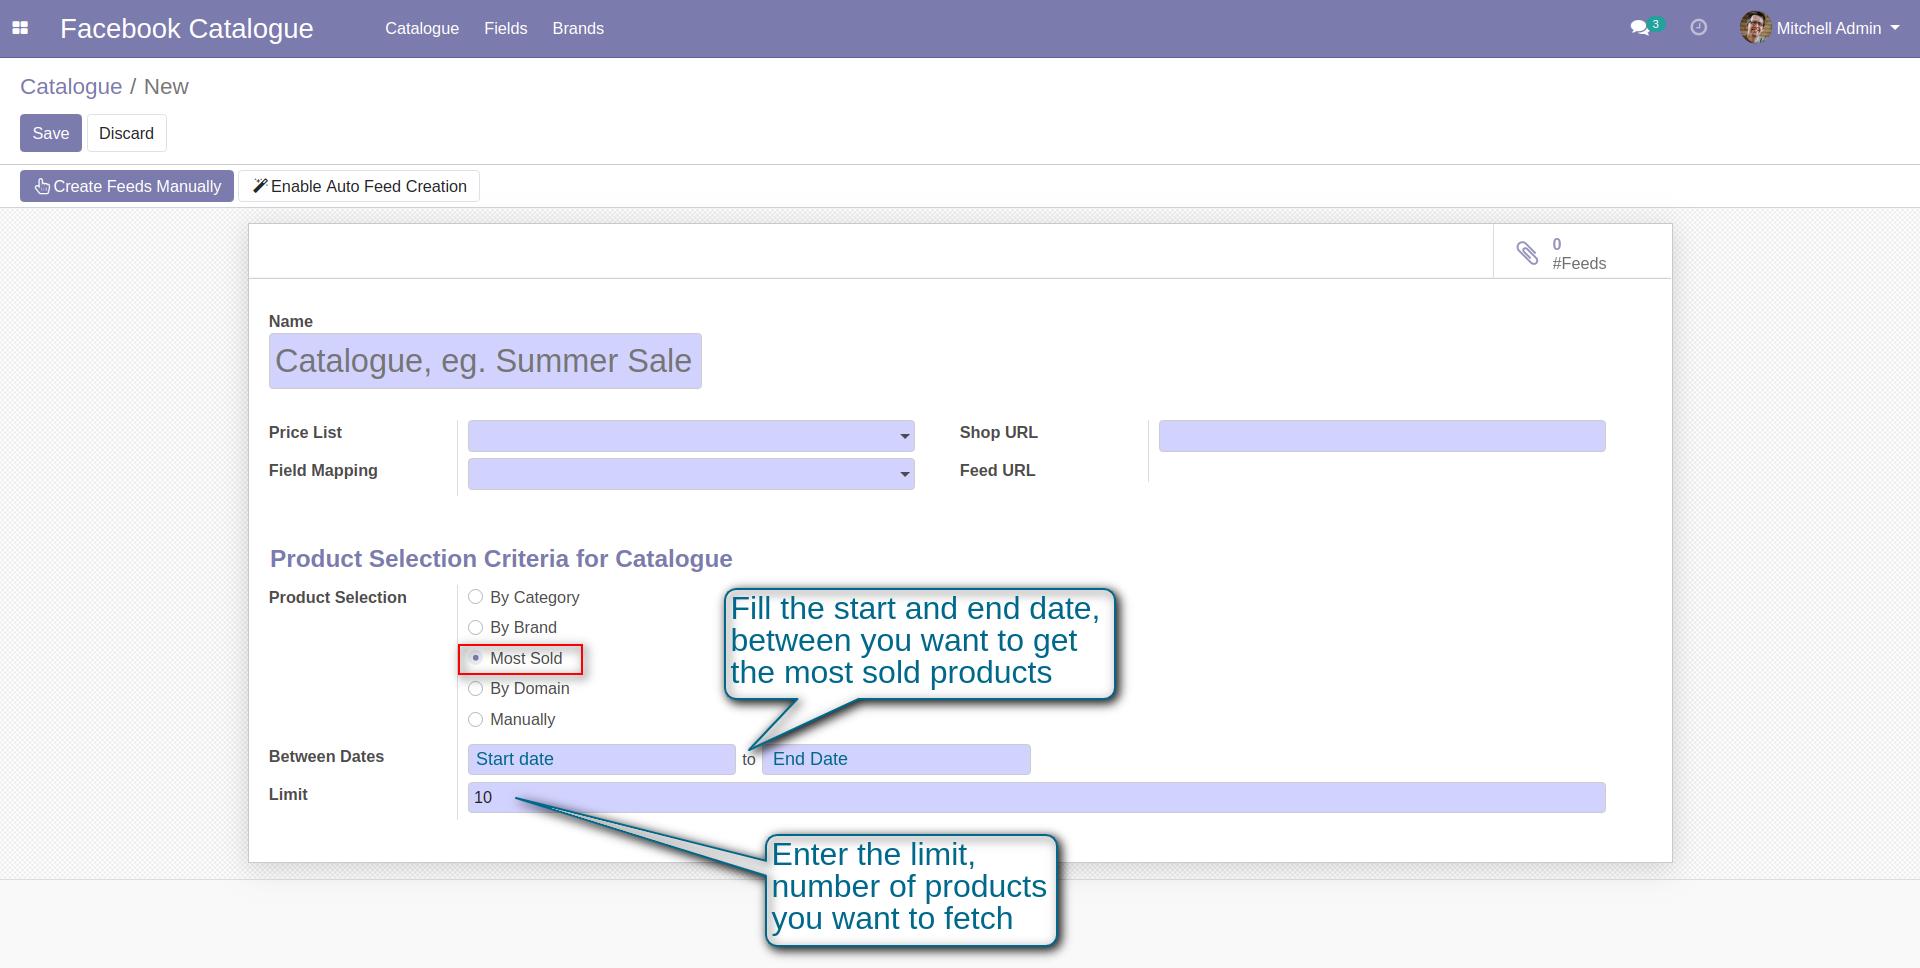 Facebook Catalogue Catalogue Fields Brands 3 Mitchell Admin
Catalogue / New
Save Discard
Create Feeds Manually Enable Auto Feed Creation
0
#Feeds
Name
Catalogue, eg. Summer Sale
Price List Shop URL
Field Mapping Feed URL
Product Selection Criteria for Catalogue
Product Selection
By Category
By Brand
Most Sold
By Domain
Manually
Fill the start and end date,
between you want to get
the most sold products
Between Dates Start date to End Date
Limit 10
Enter the limit,
number of products
you want to fetch